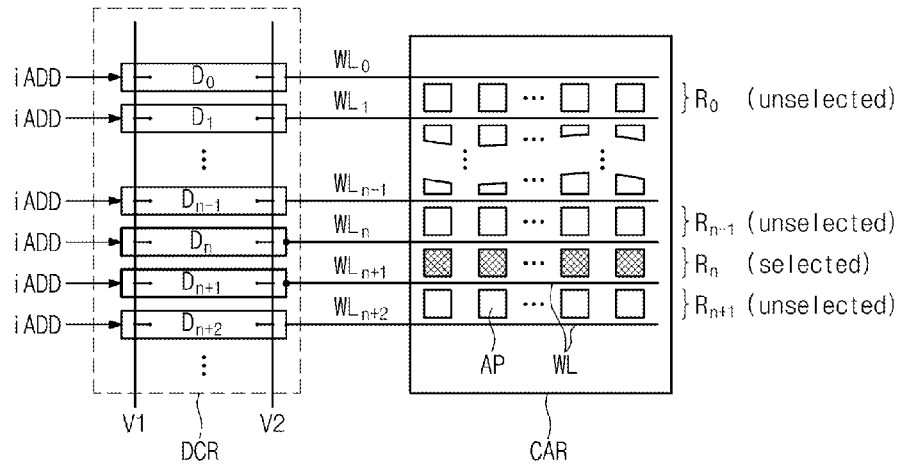 iADD D0 WL0
R0 (unselected)
iADD D1 WL1
iADD Dn-1 WLn-1
Rn-1 (unselected)
iADD Dn WLn
Rn (selected)
iADD Dn+1 WLn+1
Rn+1 (unselected)
iADD Dn+2 WLn+2
AP WL
V1 V2
DCR CAR